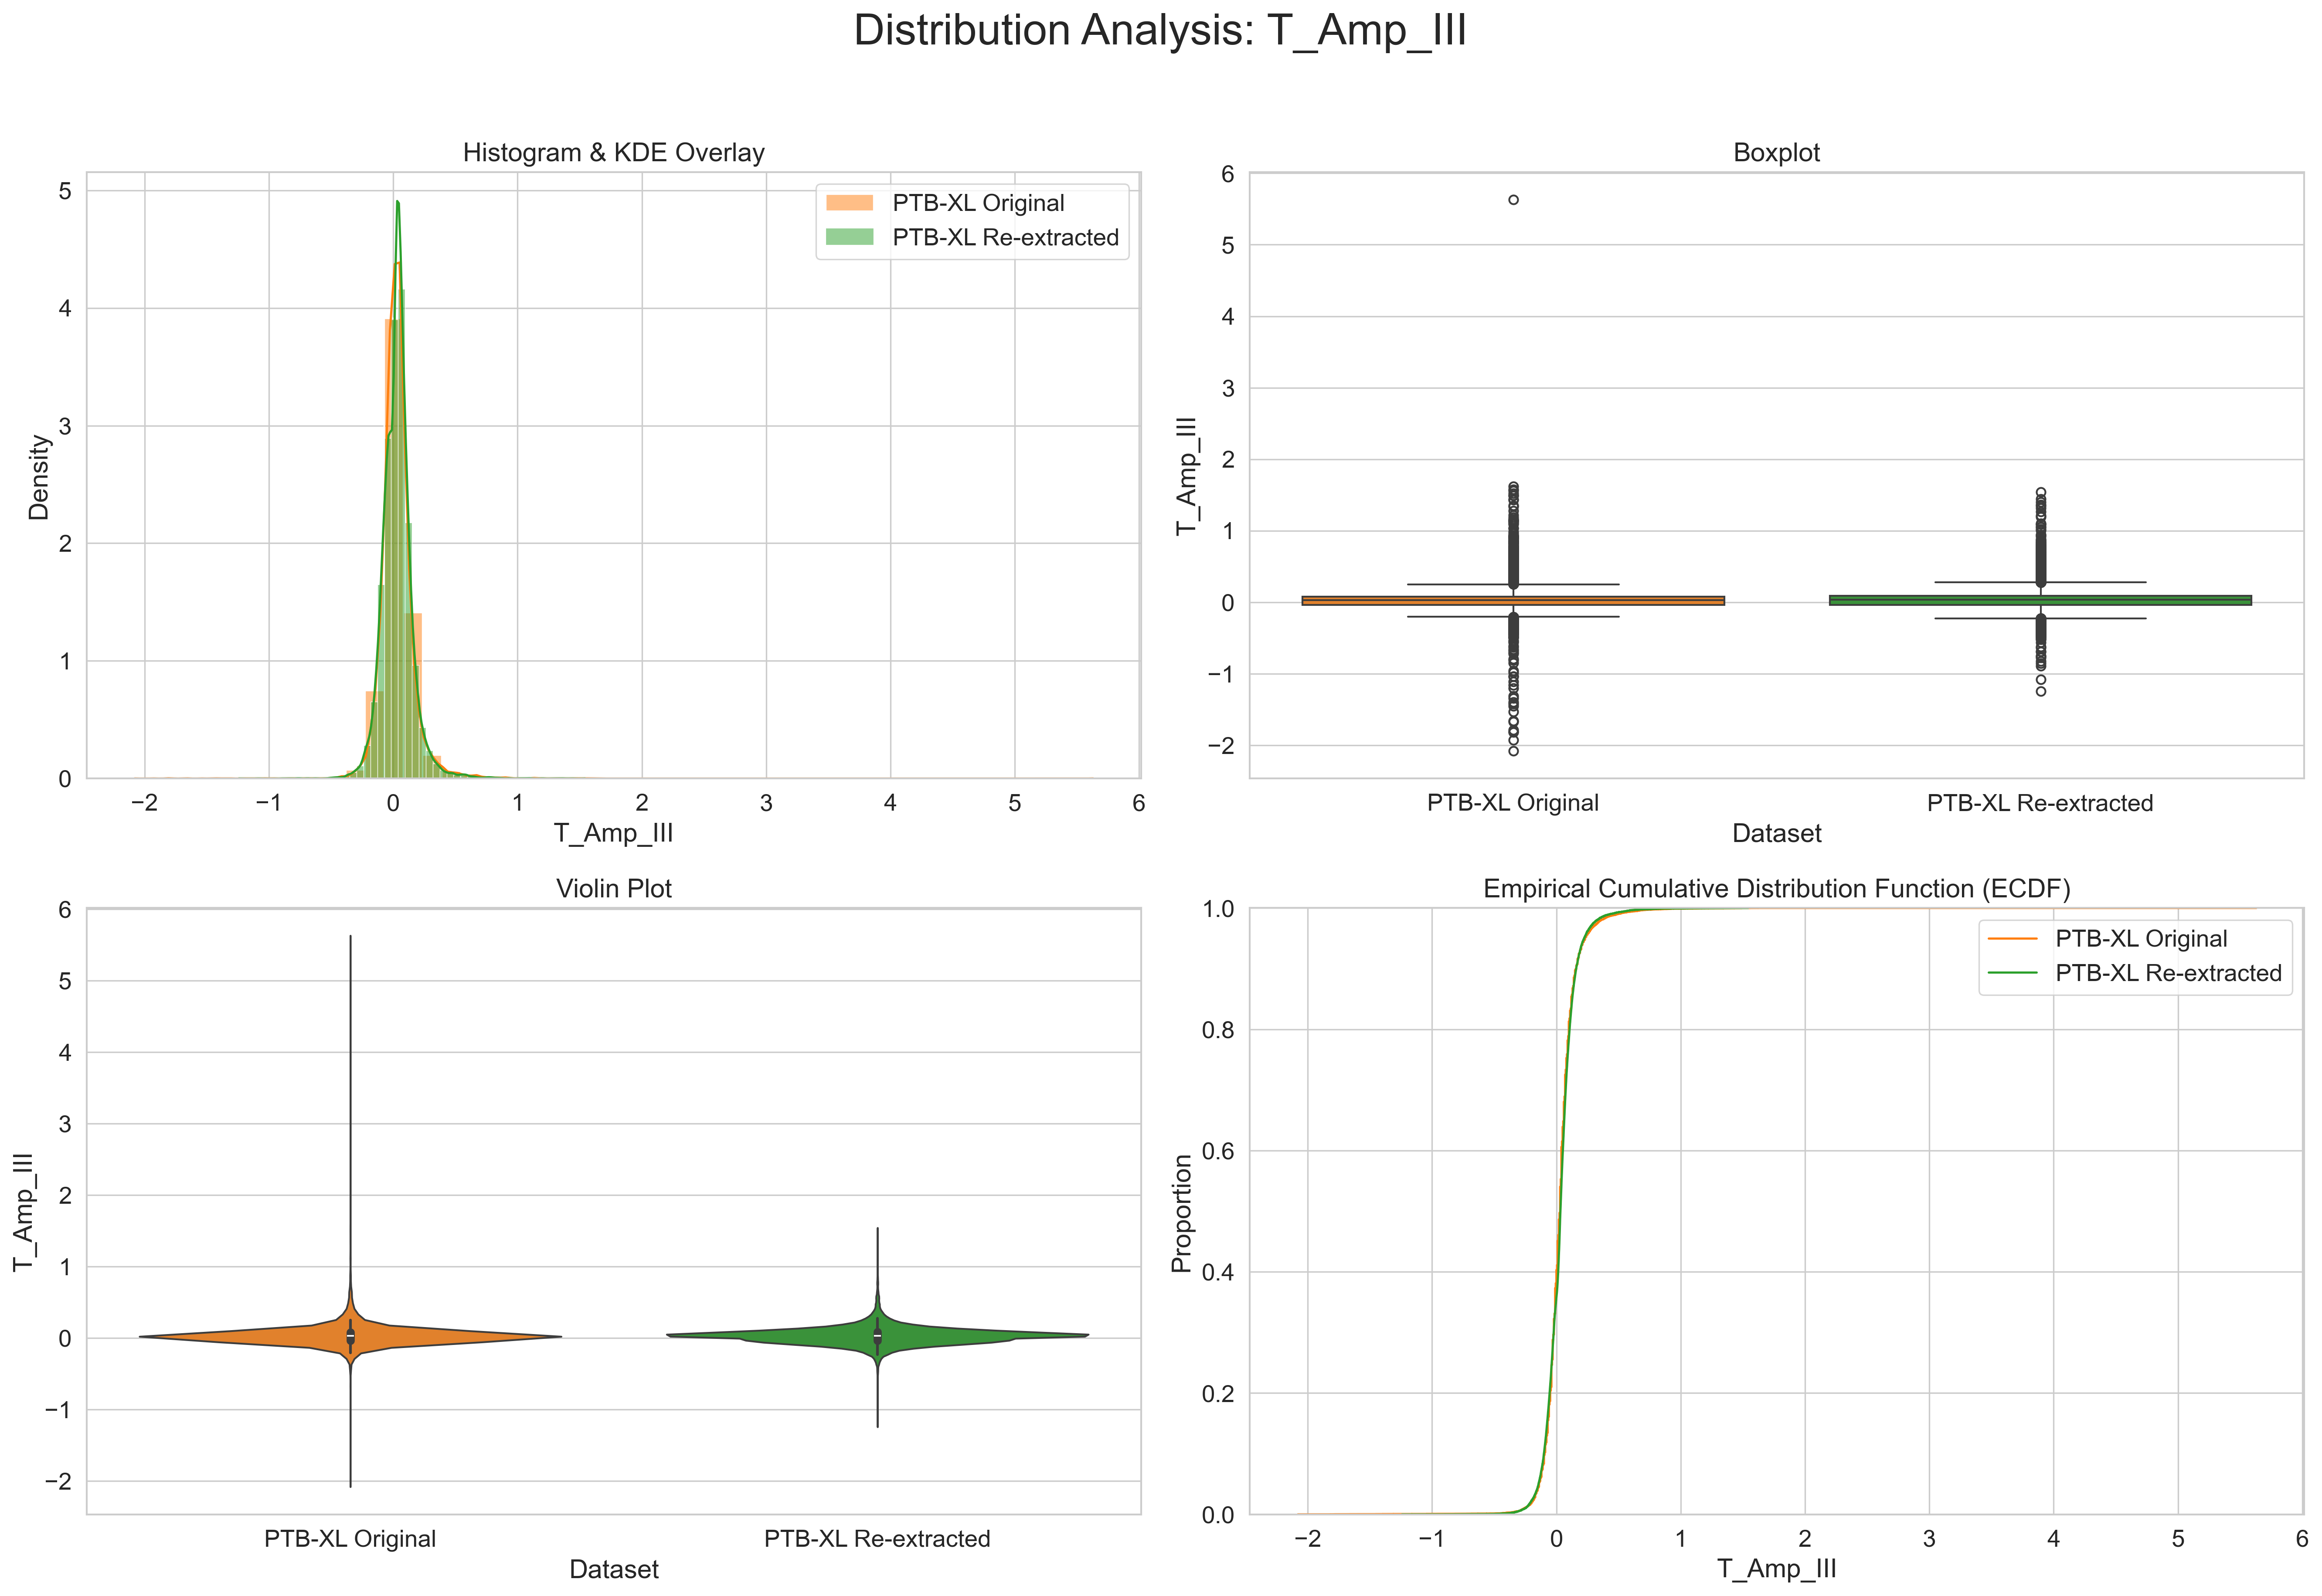 Distribution Analysis: T_Amp_III
Histogram & KDE Overlay
5
4
3
2
1
0
Density
PTB-XL Original
PTB-XL Re-extracted
−2
−1
0
1
2
3
4
5
6
T_Amp_III
Boxplot
6
5
4
3
2
1
0
−1
−2
T_Amp_III
PTB-XL Original
PTB-XL Re-extracted
Dataset
Violin Plot
6
5
4
3
2
1
0
−1
−2
T_Amp_III
PTB-XL Original
PTB-XL Re-extracted
Dataset
Empirical Cumulative Distribution Function (ECDF)
1.0
0.8
0.6
0.4
0.2
0.0
Proportion
PTB-XL Original
PTB-XL Re-extracted
−2
−1
0
1
2
3
4
5
6
T_Amp_III